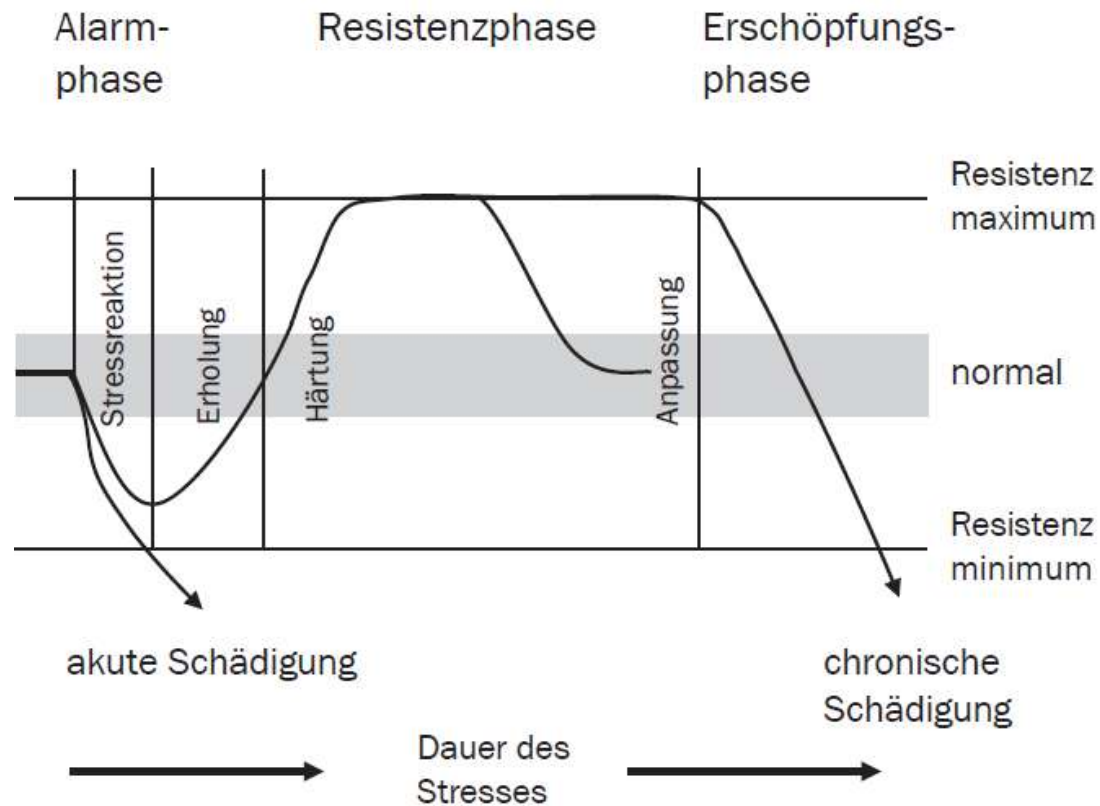 Alarm-
phase
Resistenzphase
Erschöpfungs-
phase
Resistenz
maximum
Stressreaktion
Erholung
Härtung
Anpassung
normal
Resistenz
minimum
akute Schädigung
chronische
Schädigung
Dauer des
Stresses